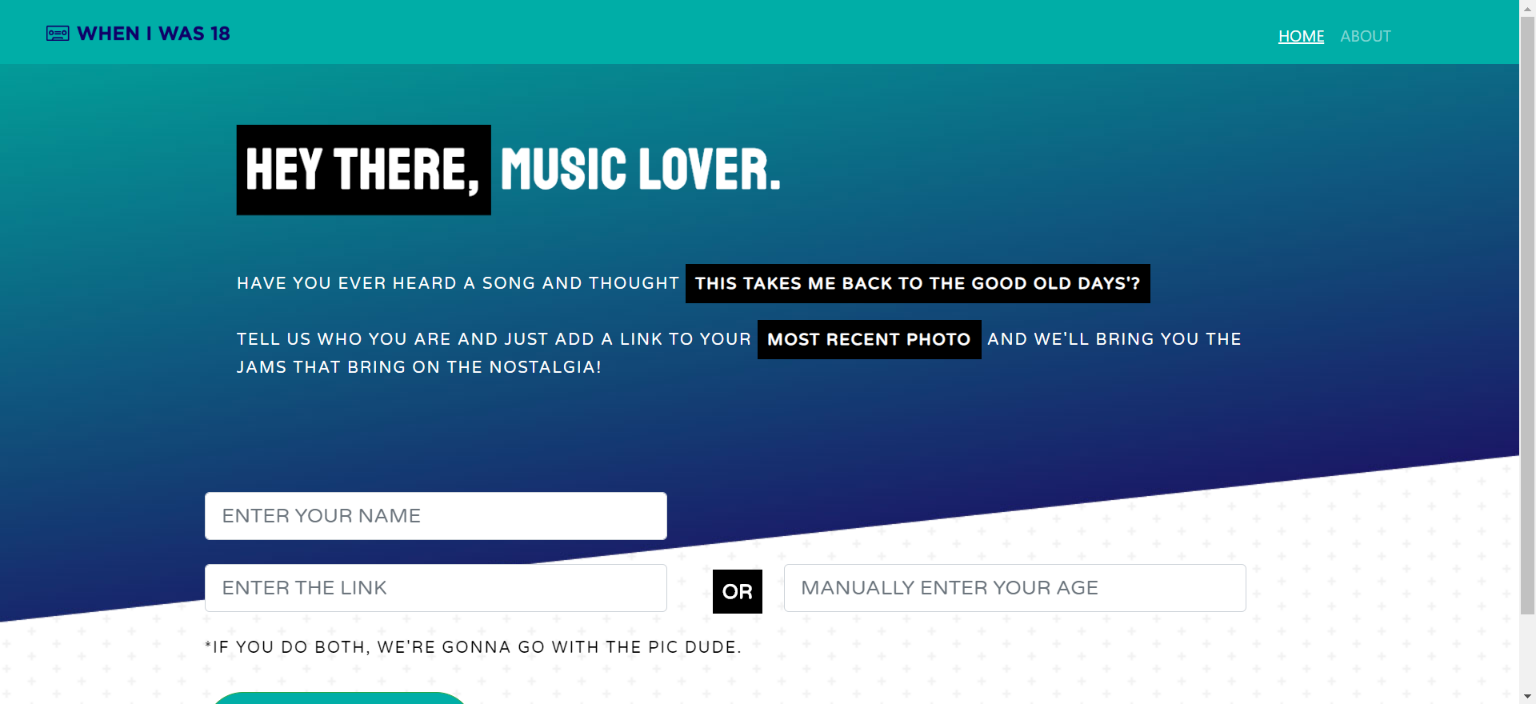 WHEN I WAS 18
HOME ABOUT
HEY THERE, MUSIC LOVER.
HAVE YOU EVER HEARD A SONG AND THOUGHT THIS TAKES ME BACK TO THE GOOD OLD DAYS'?
TELL US WHO YOU ARE AND JUST ADD A LINK TO YOUR MOST RECENT PHOTO AND WE'LL BRING YOU THE
JAMS THAT BRING ON THE NOSTALGIA!
ENTER YOUR NAME
ENTER THE LINK OR MANUALLY ENTER YOUR AGE
*IF YOU DO BOTH, WE'RE GONNA GO WITH THE PIC DUDE.